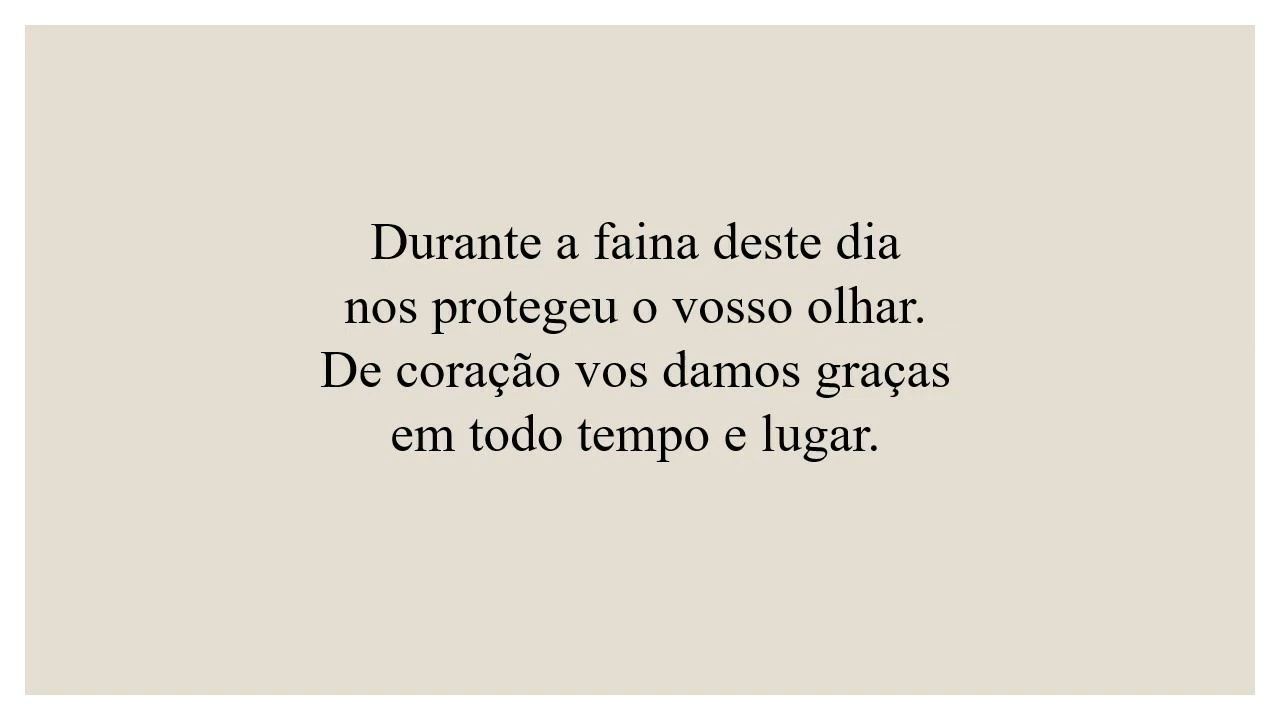 Durante a faina deste dia
nos protegeu o vosso olhar.
De coração vos damos graças
em todo tempo e lugar.